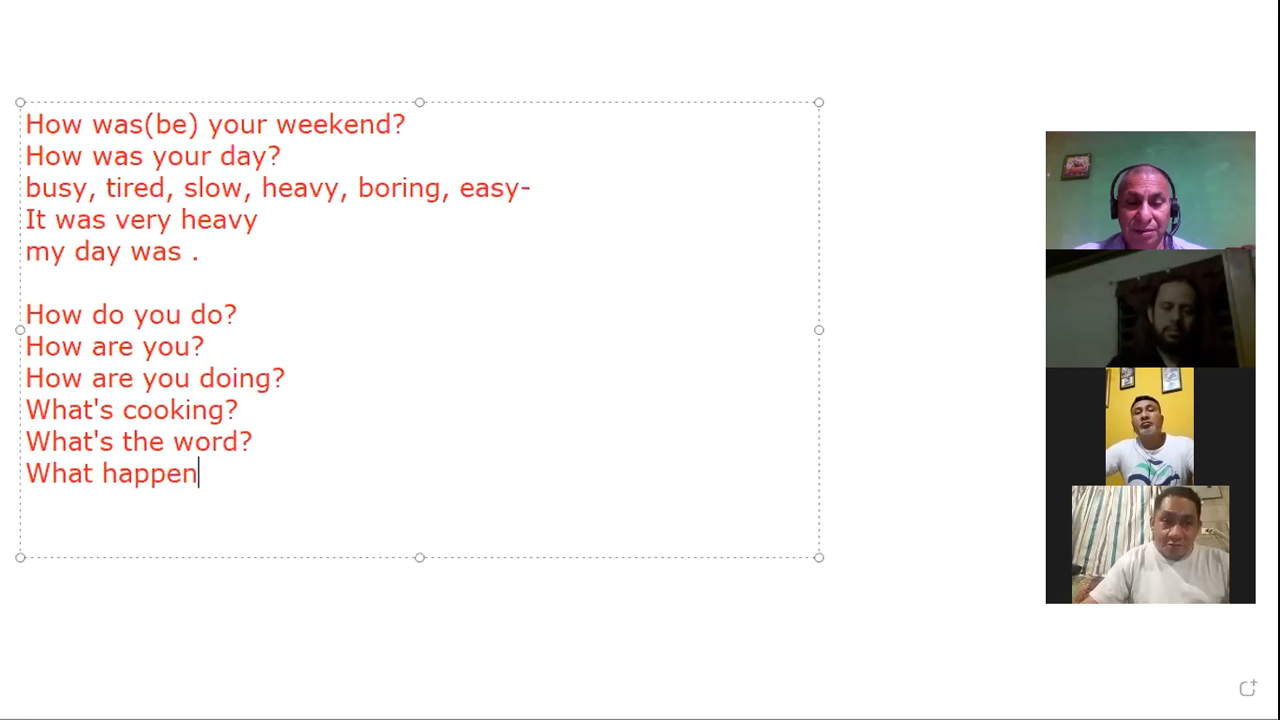 How was(be) your weekend?
How was your day?
busy, tired, slow, heavy, boring, easy-
It was very heavy
my day was .
How do you do?
How are you?
How are you doing?
What's cooking?
What's the word?
What happen